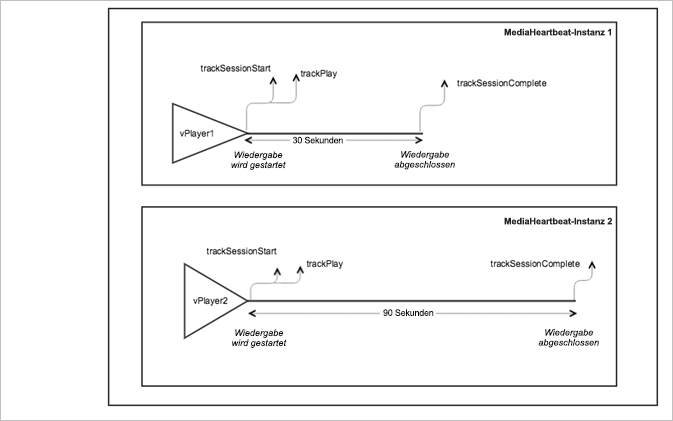 MediaHeartbeat-Instanz 1
trackSessionStart
trackPlay
trackSessionComplete
vPlayer1
30 Sekunden
Wiedergabe
wird gestartet
Wiedergabe
abgeschlossen
MediaHeartbeat-Instanz 2
trackSessionStart
trackPlay
trackSessionComplete
vPlayer2
90 Sekunden
Wiedergabe
wird gestartet
Wiedergabe
abgeschlossen